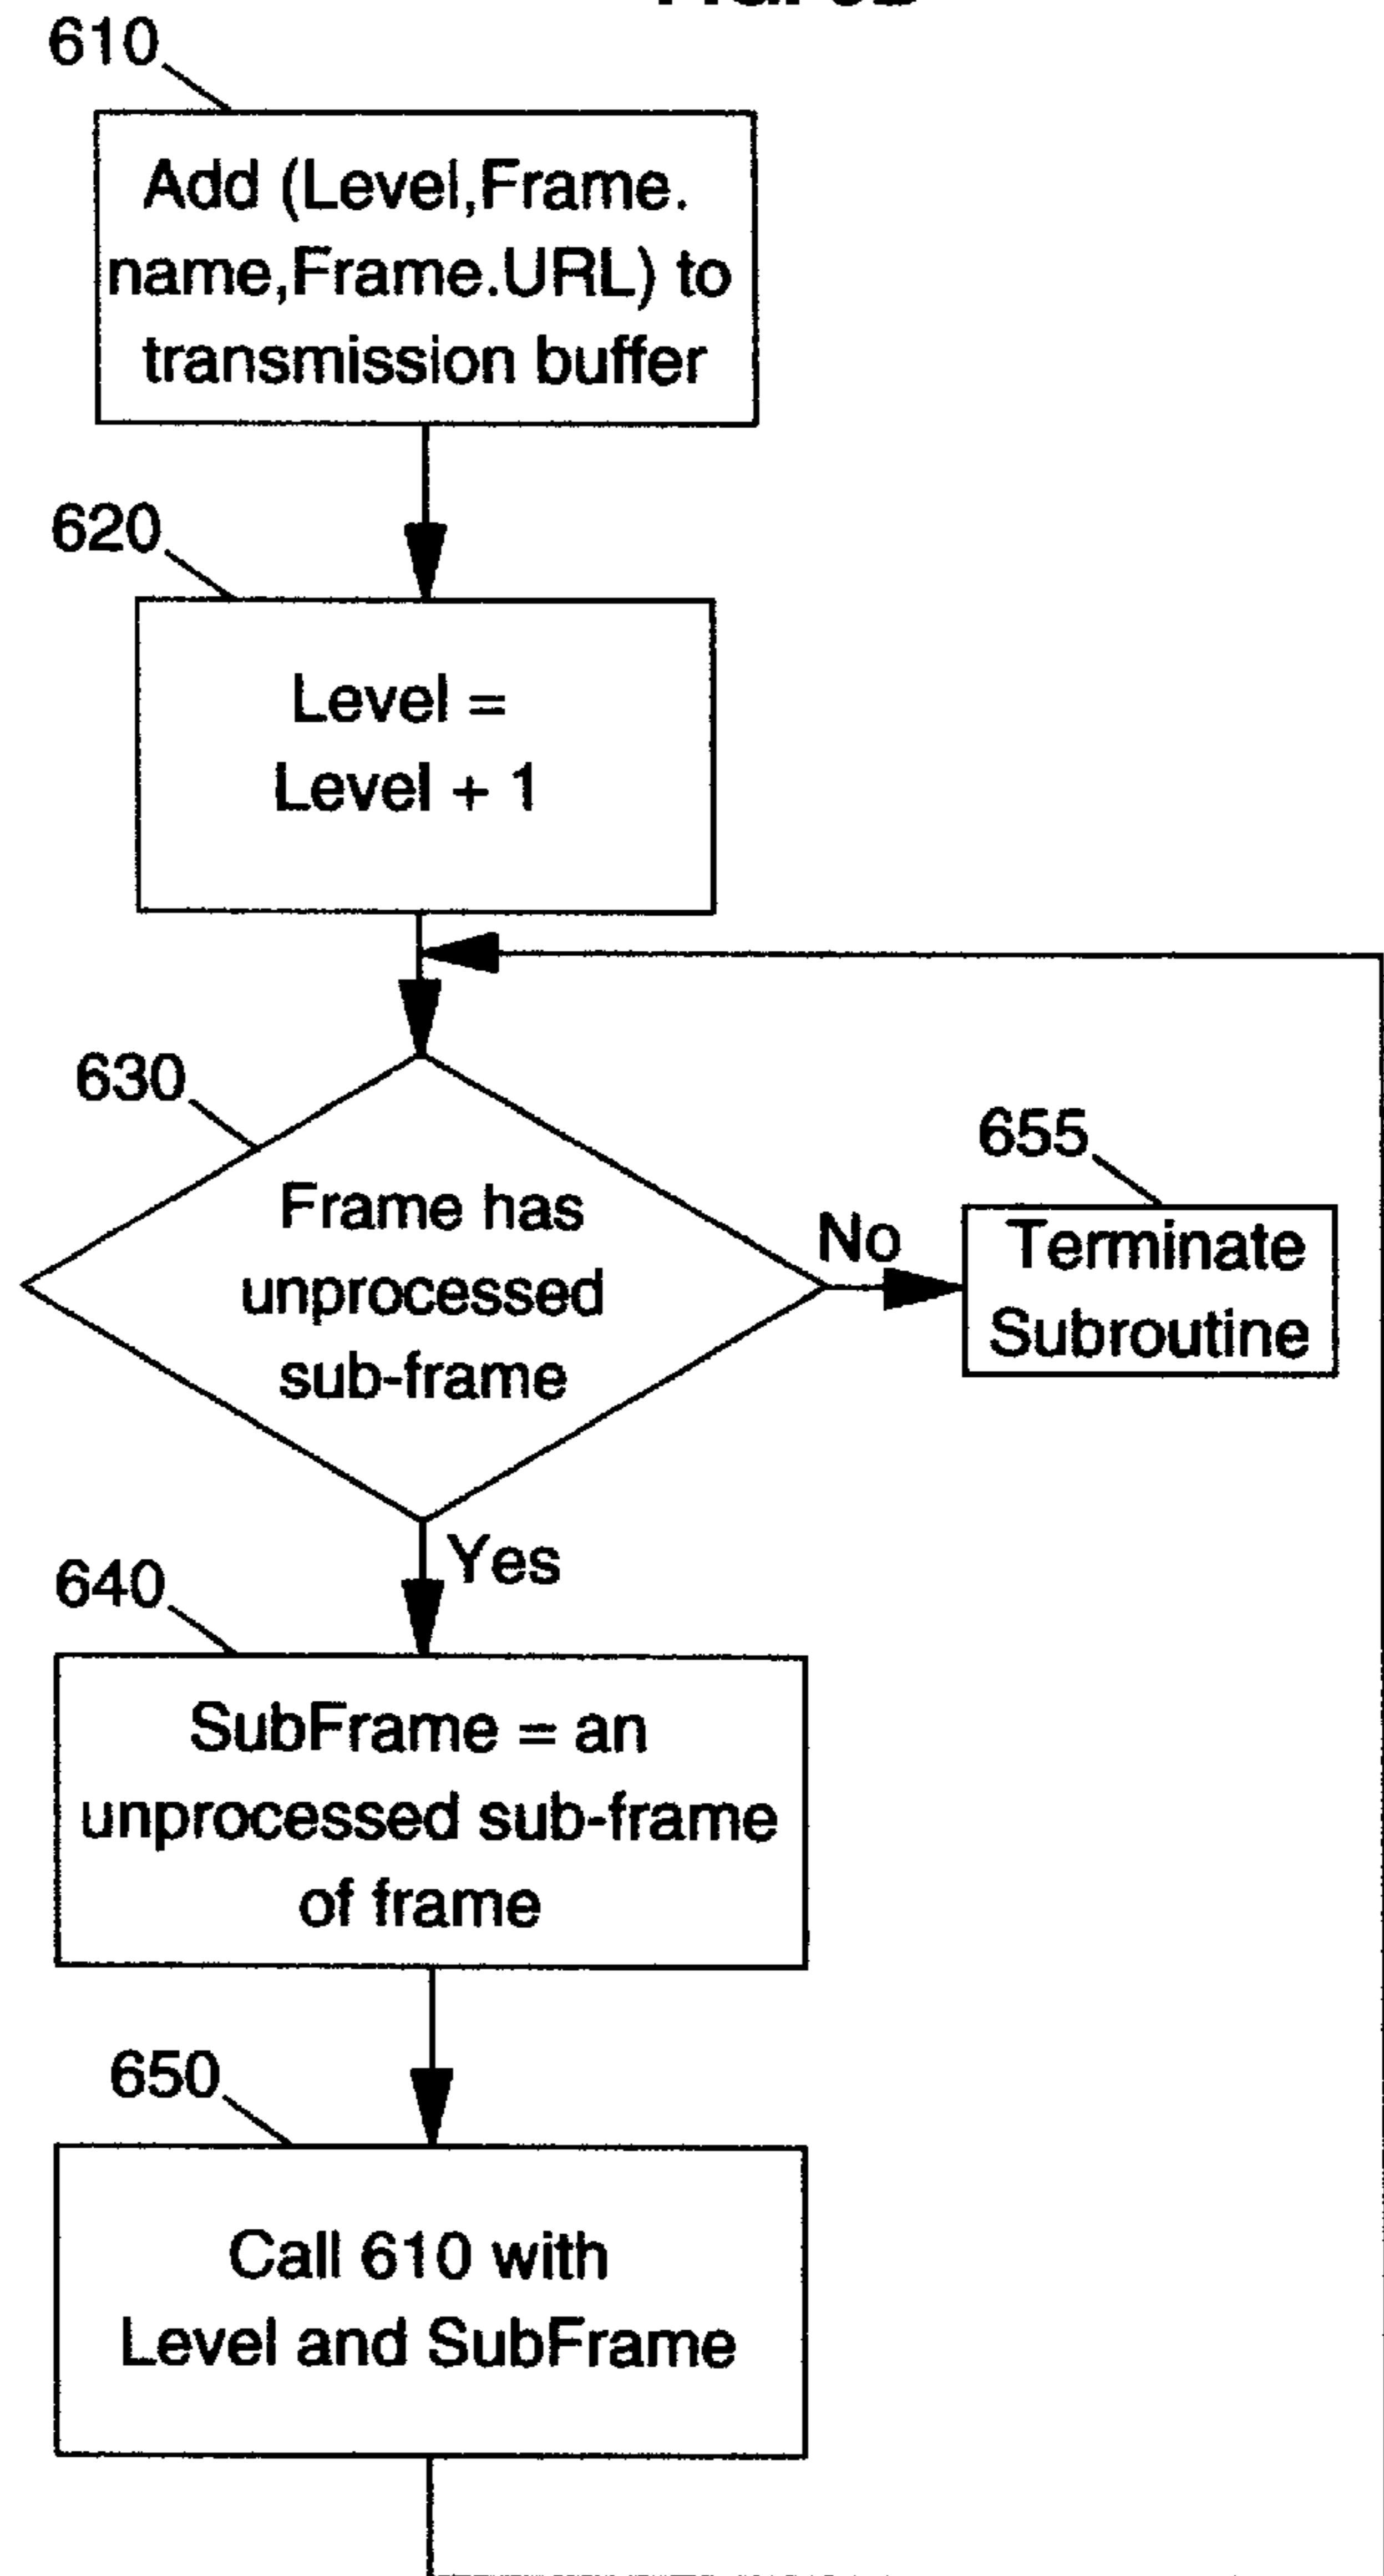 610
Add (Level,Frame.
name,Frame.URL) to
transmission buffer
620
Level =
Level + 1
630
Frame has
unprocessed
sub-frame
No
655
Terminate
Subroutine
Yes
640
SubFrame = an
unprocessed sub-frame
of frame
650
Call 610 with
Level and SubFrame